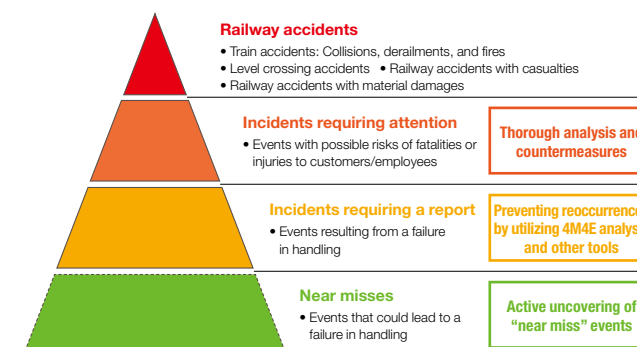 Railway accidents
• Train accidents: Collisions, derailments, and fires
• Level crossing accidents • Railway accidents with casualties
• Railway accidents with material damages
Incidents requiring attention
• Events with possible risks of fatalities or
injuries to customers/employees
Thorough analysis and
countermeasures
Incidents requiring a report
• Events resulting from a failure
in handling
Preventing reoccurrence
by utilizing 4M4E analys
and other tools
Near misses
• Events that could lead to a
failure in handling
Active uncovering of
“near miss” events